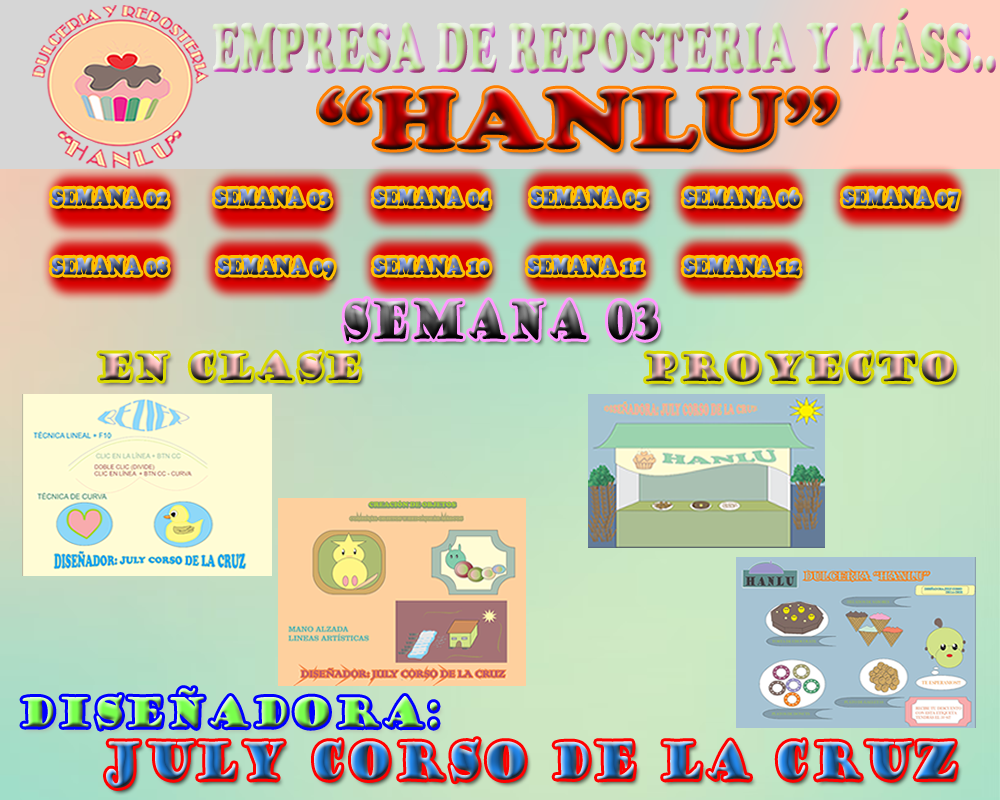 DULCERIA Y REPOSTERIA
"HANLU"
EMPRESA DE REPOSTERIA Y MÁSS..
"HANLU"
SEMANA 02
SEMANA 03
SEMANA 04
SEMANA 05
SEMANA 06
SEMANA 07
SEMANA 08
SEMANA 09
SEMANA 10
SEMANA 11
SEMANA 12
SEMANA 03
EN CLASE
PROYECTO
BEZIER
TÉCNICA LINEAL + F10
CLIC EN LA LÍNEA + BTN CC
DOBLE CLIC (DIVIDE)
CLIC EN LÍNEA + BTN CC - CURVA
TÉCNICA DE CURVA
DISEÑADOR: JULY CORSO DE LA CRUZ
CREACIÓN DE OBJETOS
MANO ALZADA
LINEAS ARTÍSTICAS
DISEÑADOR: JULY CORSO DE LA CRUZ
DISEÑADORA: JULY CORSO DE LA CRUZ
HANLU
HANLU
DULCERIA "HANLU"
TE ESPERAMOS!!
DISEÑADORA:
JULY CORSO DE LA CRUZ